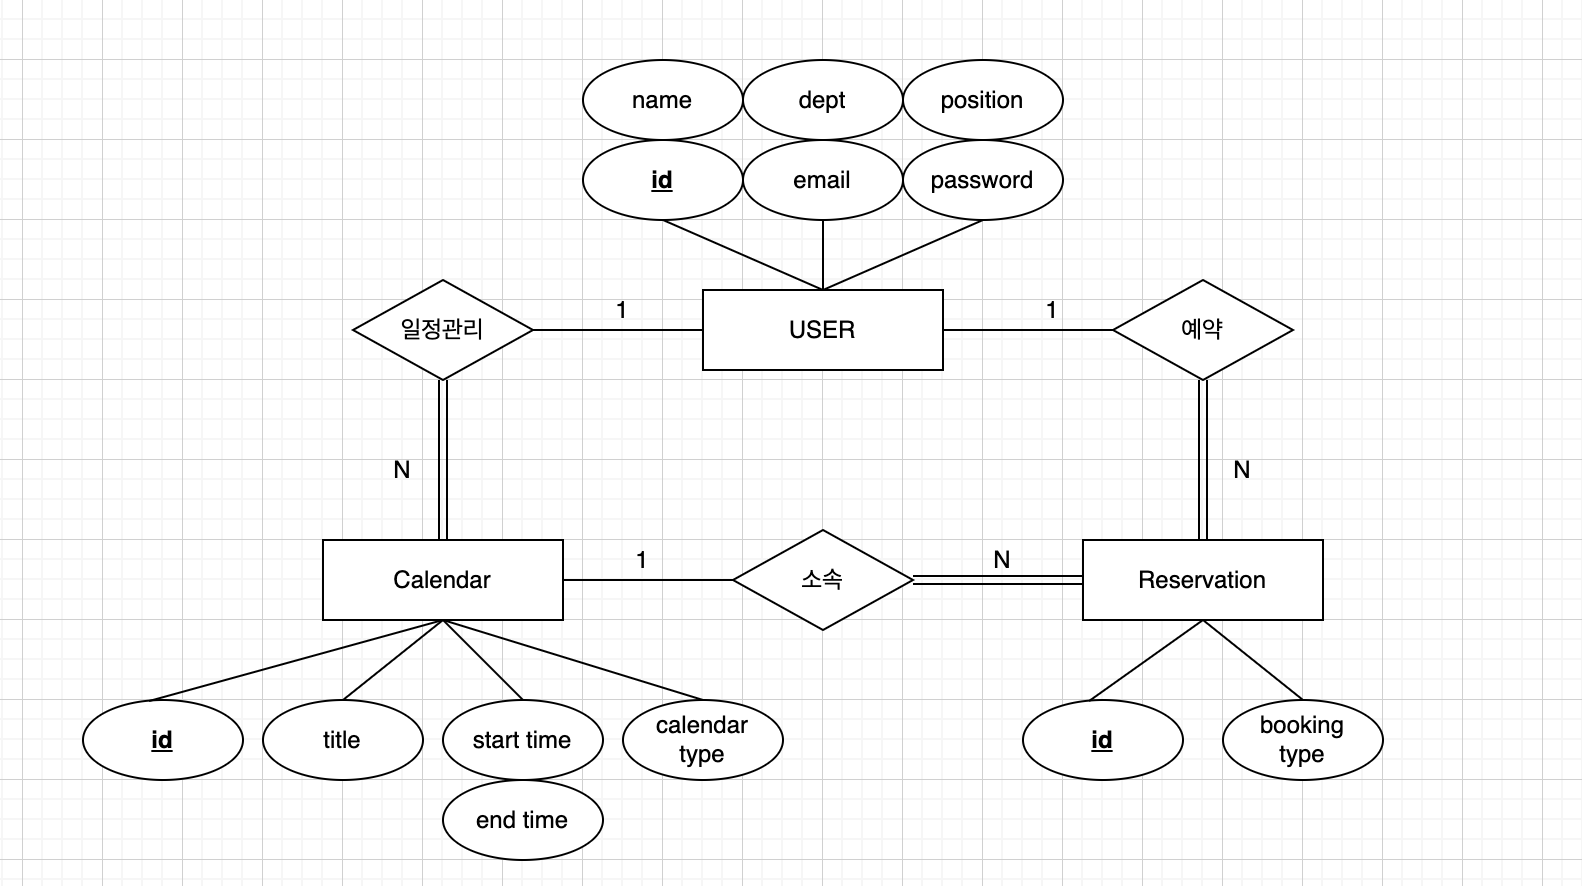 name
dept
position
id
email
password
일정관리
1
USER
1
예약
N
N
Calendar
1
소속
N
Reservation
id
title
start time
calendar
type
id
booking
type
end time